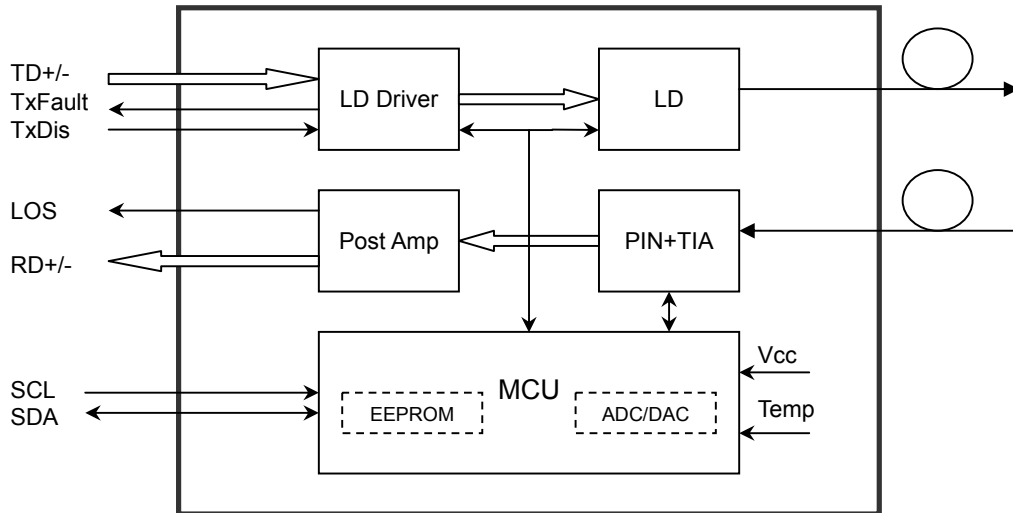 TD+/-
TxFault
TxDis
LD Driver
LD
LOS
RD+/-
Post Amp
PIN+TIA
SCL
SDA
MCU
EEPROM
ADC/DAC
Vcc
Temp